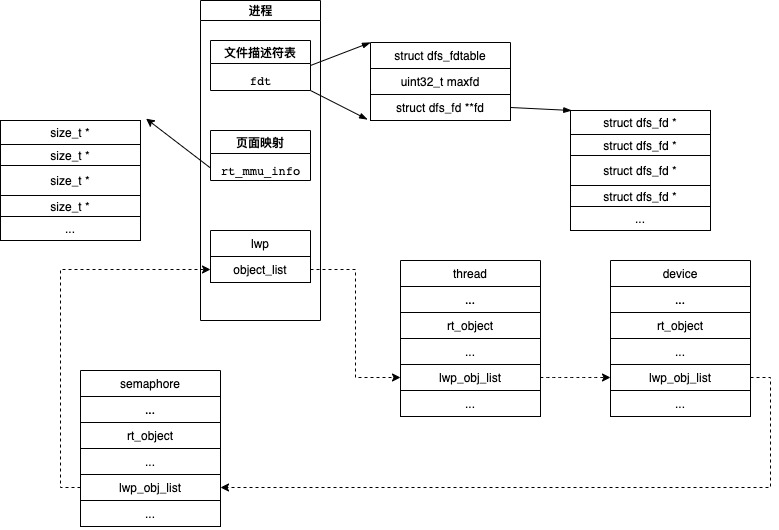 进程
文件描述符表
fdt
struct dfs_fdtable
uint32_t maxfd
struct dfs_fd **fd
struct dfs_fd *
struct dfs_fd *
struct dfs_fd *
struct dfs_fd *
...
页面映射
rt_mmu_info
size_t *
size_t *
size_t *
size_t *
...
lwp
object_list
thread
...
rt_object
...
lwp_obj_list
...
device
...
rt_object
...
lwp_obj_list
...
semaphore
...
rt_object
...
lwp_obj_list
...